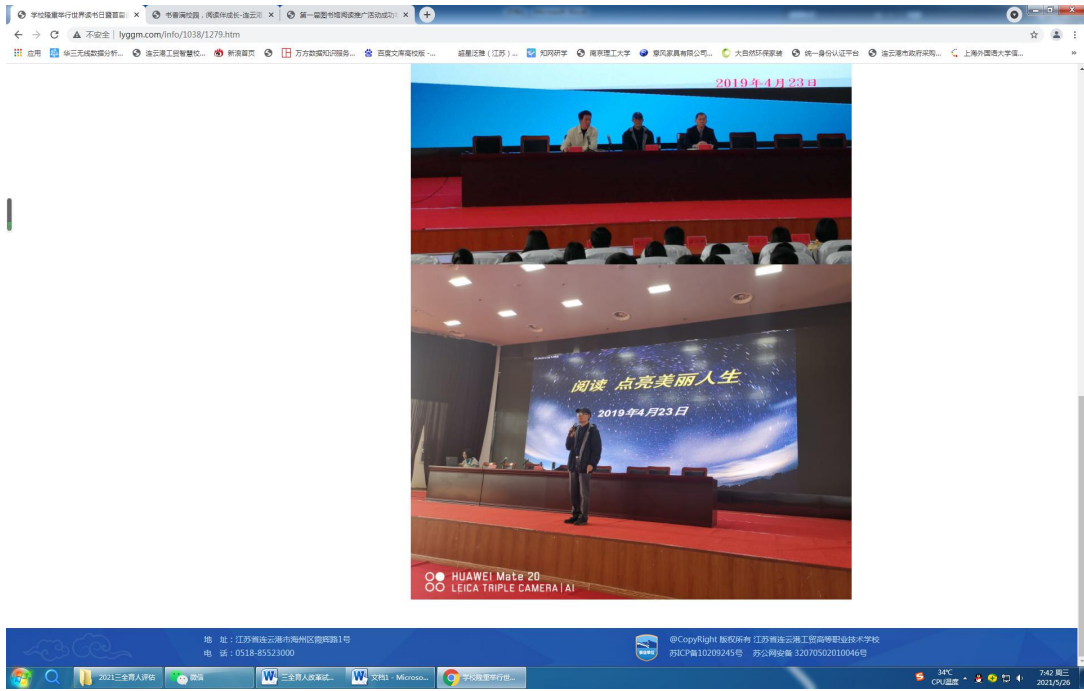 学校隆重举行世界读书日暨首届
书香满校园，阅读伴成长-连云
第一届图书馆阅读推广活动成功
不安全 | lyggm.com/info/1038/1279.htm
应用
华三无线数据分析...
连云港工贸智慧校...
新浪首页
万方数据知识服务...
百度文库高校版 -...
超星泛雅（江苏）...
知网研学
南京理工大学
意风家具有限公司...
大自然环保家装
统一身份认证平台
连云港市政府采购...
上海外国语大学信...
2019年4月23日
阅读 点亮美丽人生
2019年4月23日
HUAWEI Mate 20
LEICA TRIPLE CAMERA | AI
地 址：江苏省连云港市海州区霞辉路1号
电 话：0518-85523000
@CopyRight 版权所有 江苏省连云港工贸高等职业技术学校
苏ICP备10209245号 苏公网安备 32070502010046号
2021三全育人评估
微信
三全育人改革试...
文档1 - Microso...
学校隆重举行世...
34℃
CPU温度
7:42 周三
2021/5/26